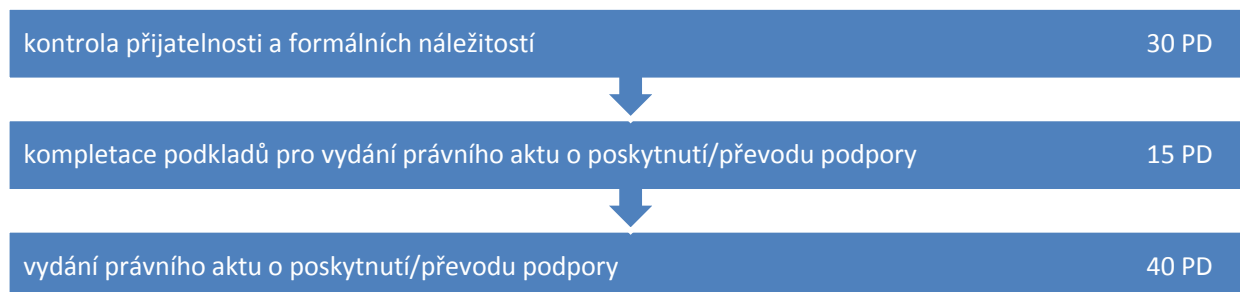 kontrola přijatelnosti a formálních náležitostí 30 PD
kompletace podkladů pro vydání právního aktu o poskytnutí/převodu podpory 15 PD
vydání právního aktu o poskytnutí/převodu podpory 40 PD